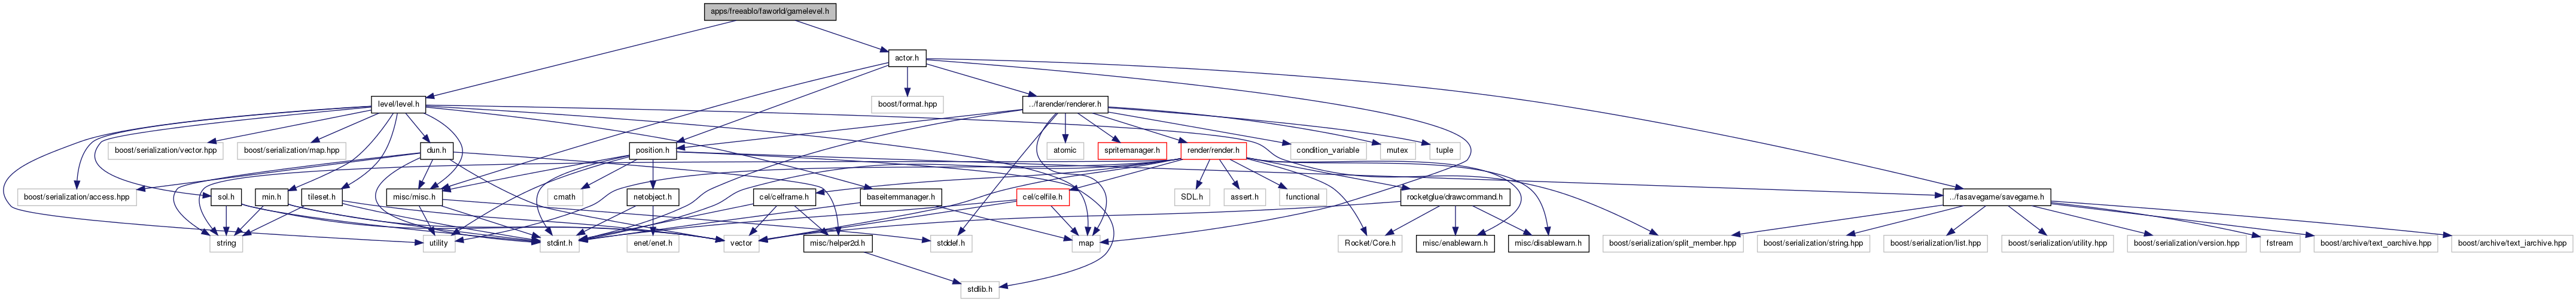 apps/freeablo/faworld/gamelevel.h
actor.h
level/level.h
boost/format.hpp
../farender/renderer.h
boost/serialization/vector.hpp
boost/serialization/map.hpp
dun.h
position.h
atomic
spritemanager.h
render/render.h
condition_variable
mutex
tuple
boost/serialization/access.hpp
sol.h
min.h
tileset.h
misc/misc.h
cmath
netobject.h
cel/celframe.h
baseitemmanager.h
cel/celfile.h
SDL.h
assert.h
functional
rocketglue/drawcommand.h
../fasavegame/savegame.h
string
utility
stdint.h
enet/enet.h
vector
misc/helper2d.h
stddef.h
map
Rocket/Core.h
misc/enablewarn.h
misc/disablewarn.h
boost/serialization/split_member.hpp
boost/serialization/string.hpp
boost/serialization/list.hpp
boost/serialization/utility.hpp
boost/serialization/version.hpp
fstream
boost/archive/text_oarchive.hpp
boost/archive/text_iarchive.hpp
stdlib.h